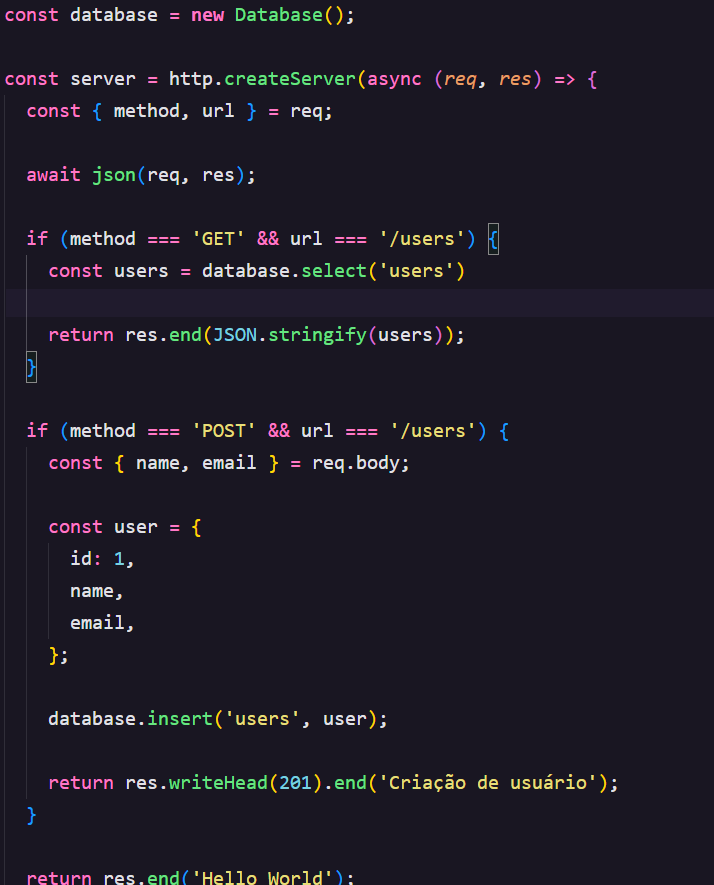 const database = new Database();
const server = http.createServer(async (req, res) => {
const { method, url } = req;
await json(req, res);
if (method === 'GET' && url === '/users') {
const users = database.select('users')
return res.end(JSON.stringify(users));
}
if (method === 'POST' && url === '/users') {
const { name, email } = req.body;
const user = {
id: 1,
name,
email,
};
database.insert('users', user);
return res.writeHead(201).end('Criação de usuário');
}
return res.end('Hello World');